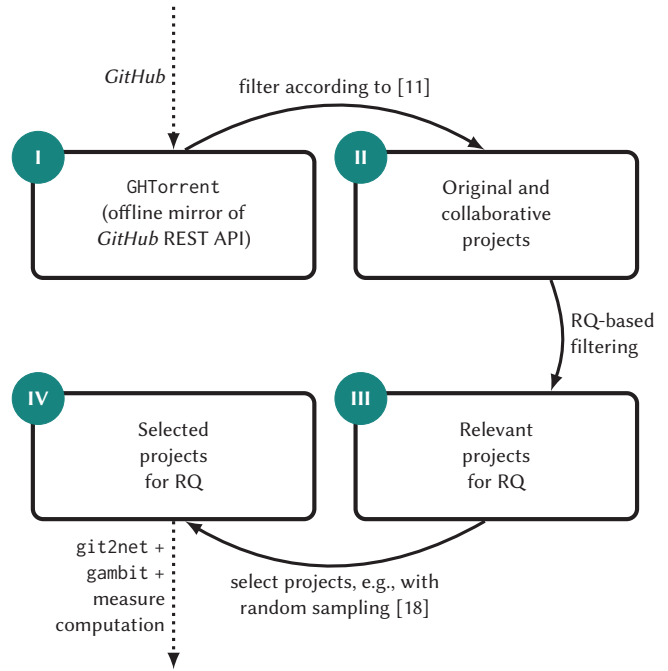 GitHub
filter according to [11]
I
GHTorrent
(offline mirror of
GitHub REST API)
II
Original and
collaborative
projects
RQ-based
filtering
IV
Selected
projects
for RQ
III
Relevant
projects
for RQ
git2net +
gambit +
measure
computation
select projects, e.g., with
random sampling [18]